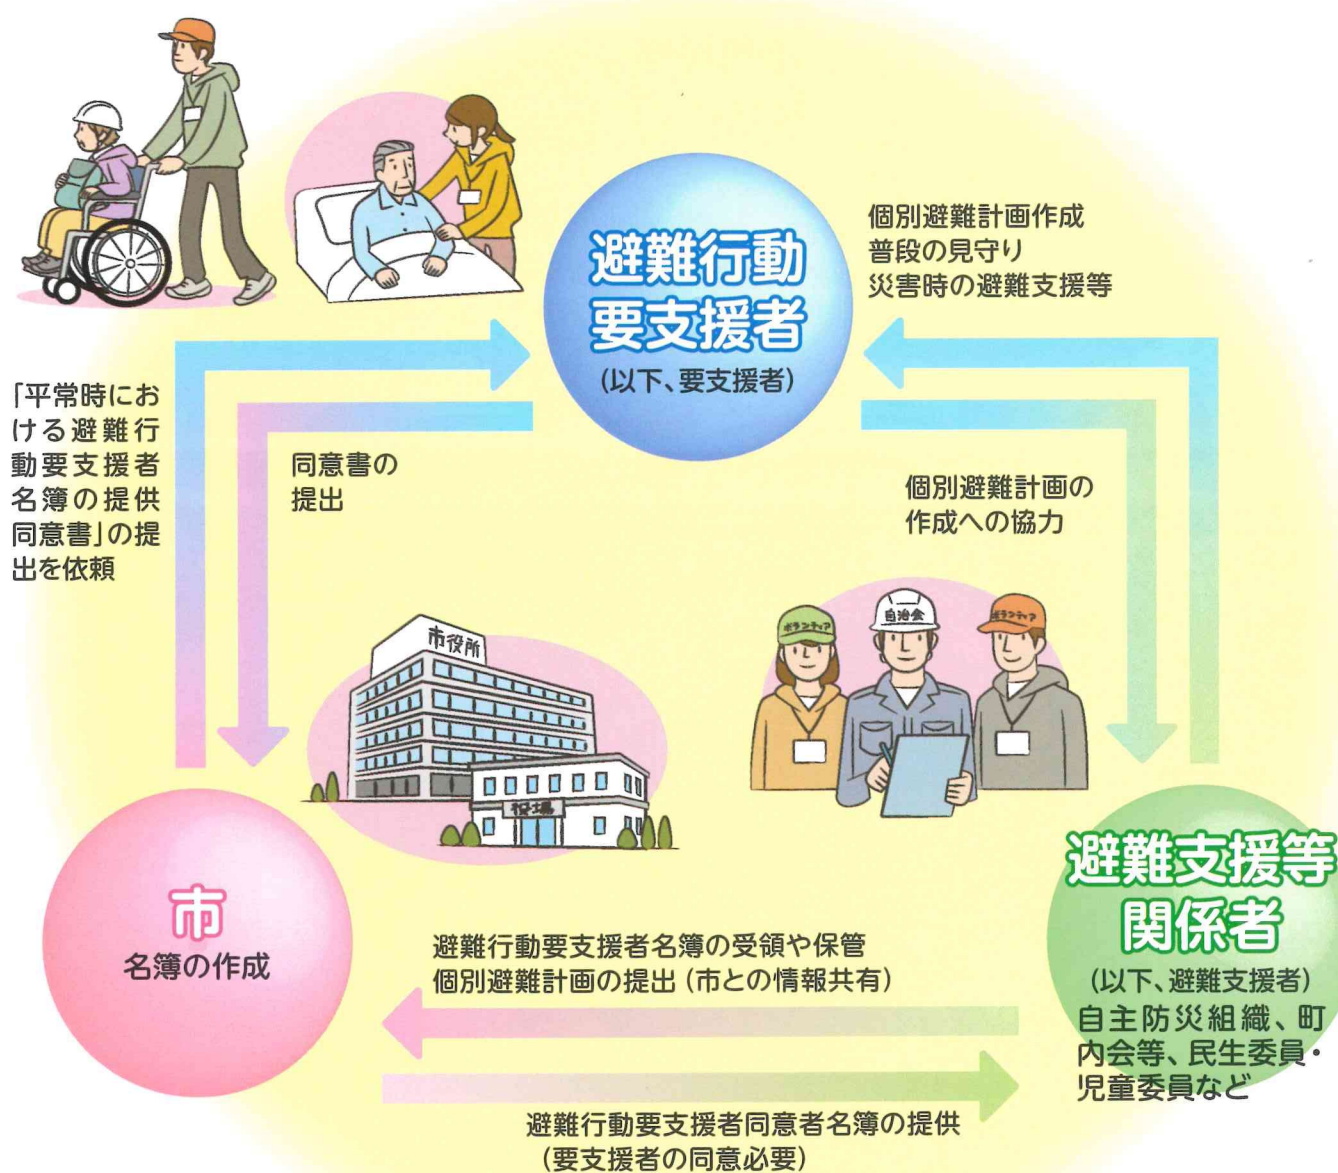 避難行動
要支援者
(以下、要支援者)
個別避難計画作成
普段の見守り
災害時の避難支援等
「平常時にお
ける避難行
動要支援者
名簿の提供
同意書」の提
出を依頼
同意書の
提出
個別避難計画の
作成への協力
市役所
役場
ボランティア
自治会
ボランティア
市
名簿の作成
避難支援等
関係者
(以下、避難支援者)
自主防災組織、町
内会等、民生委員・
児童委員など
避難行動要支援者名簿の受領や保管
個別避難計画の提出(市との情報共有)
避難行動要支援者同意者名簿の提供
(要支援者の同意必要)